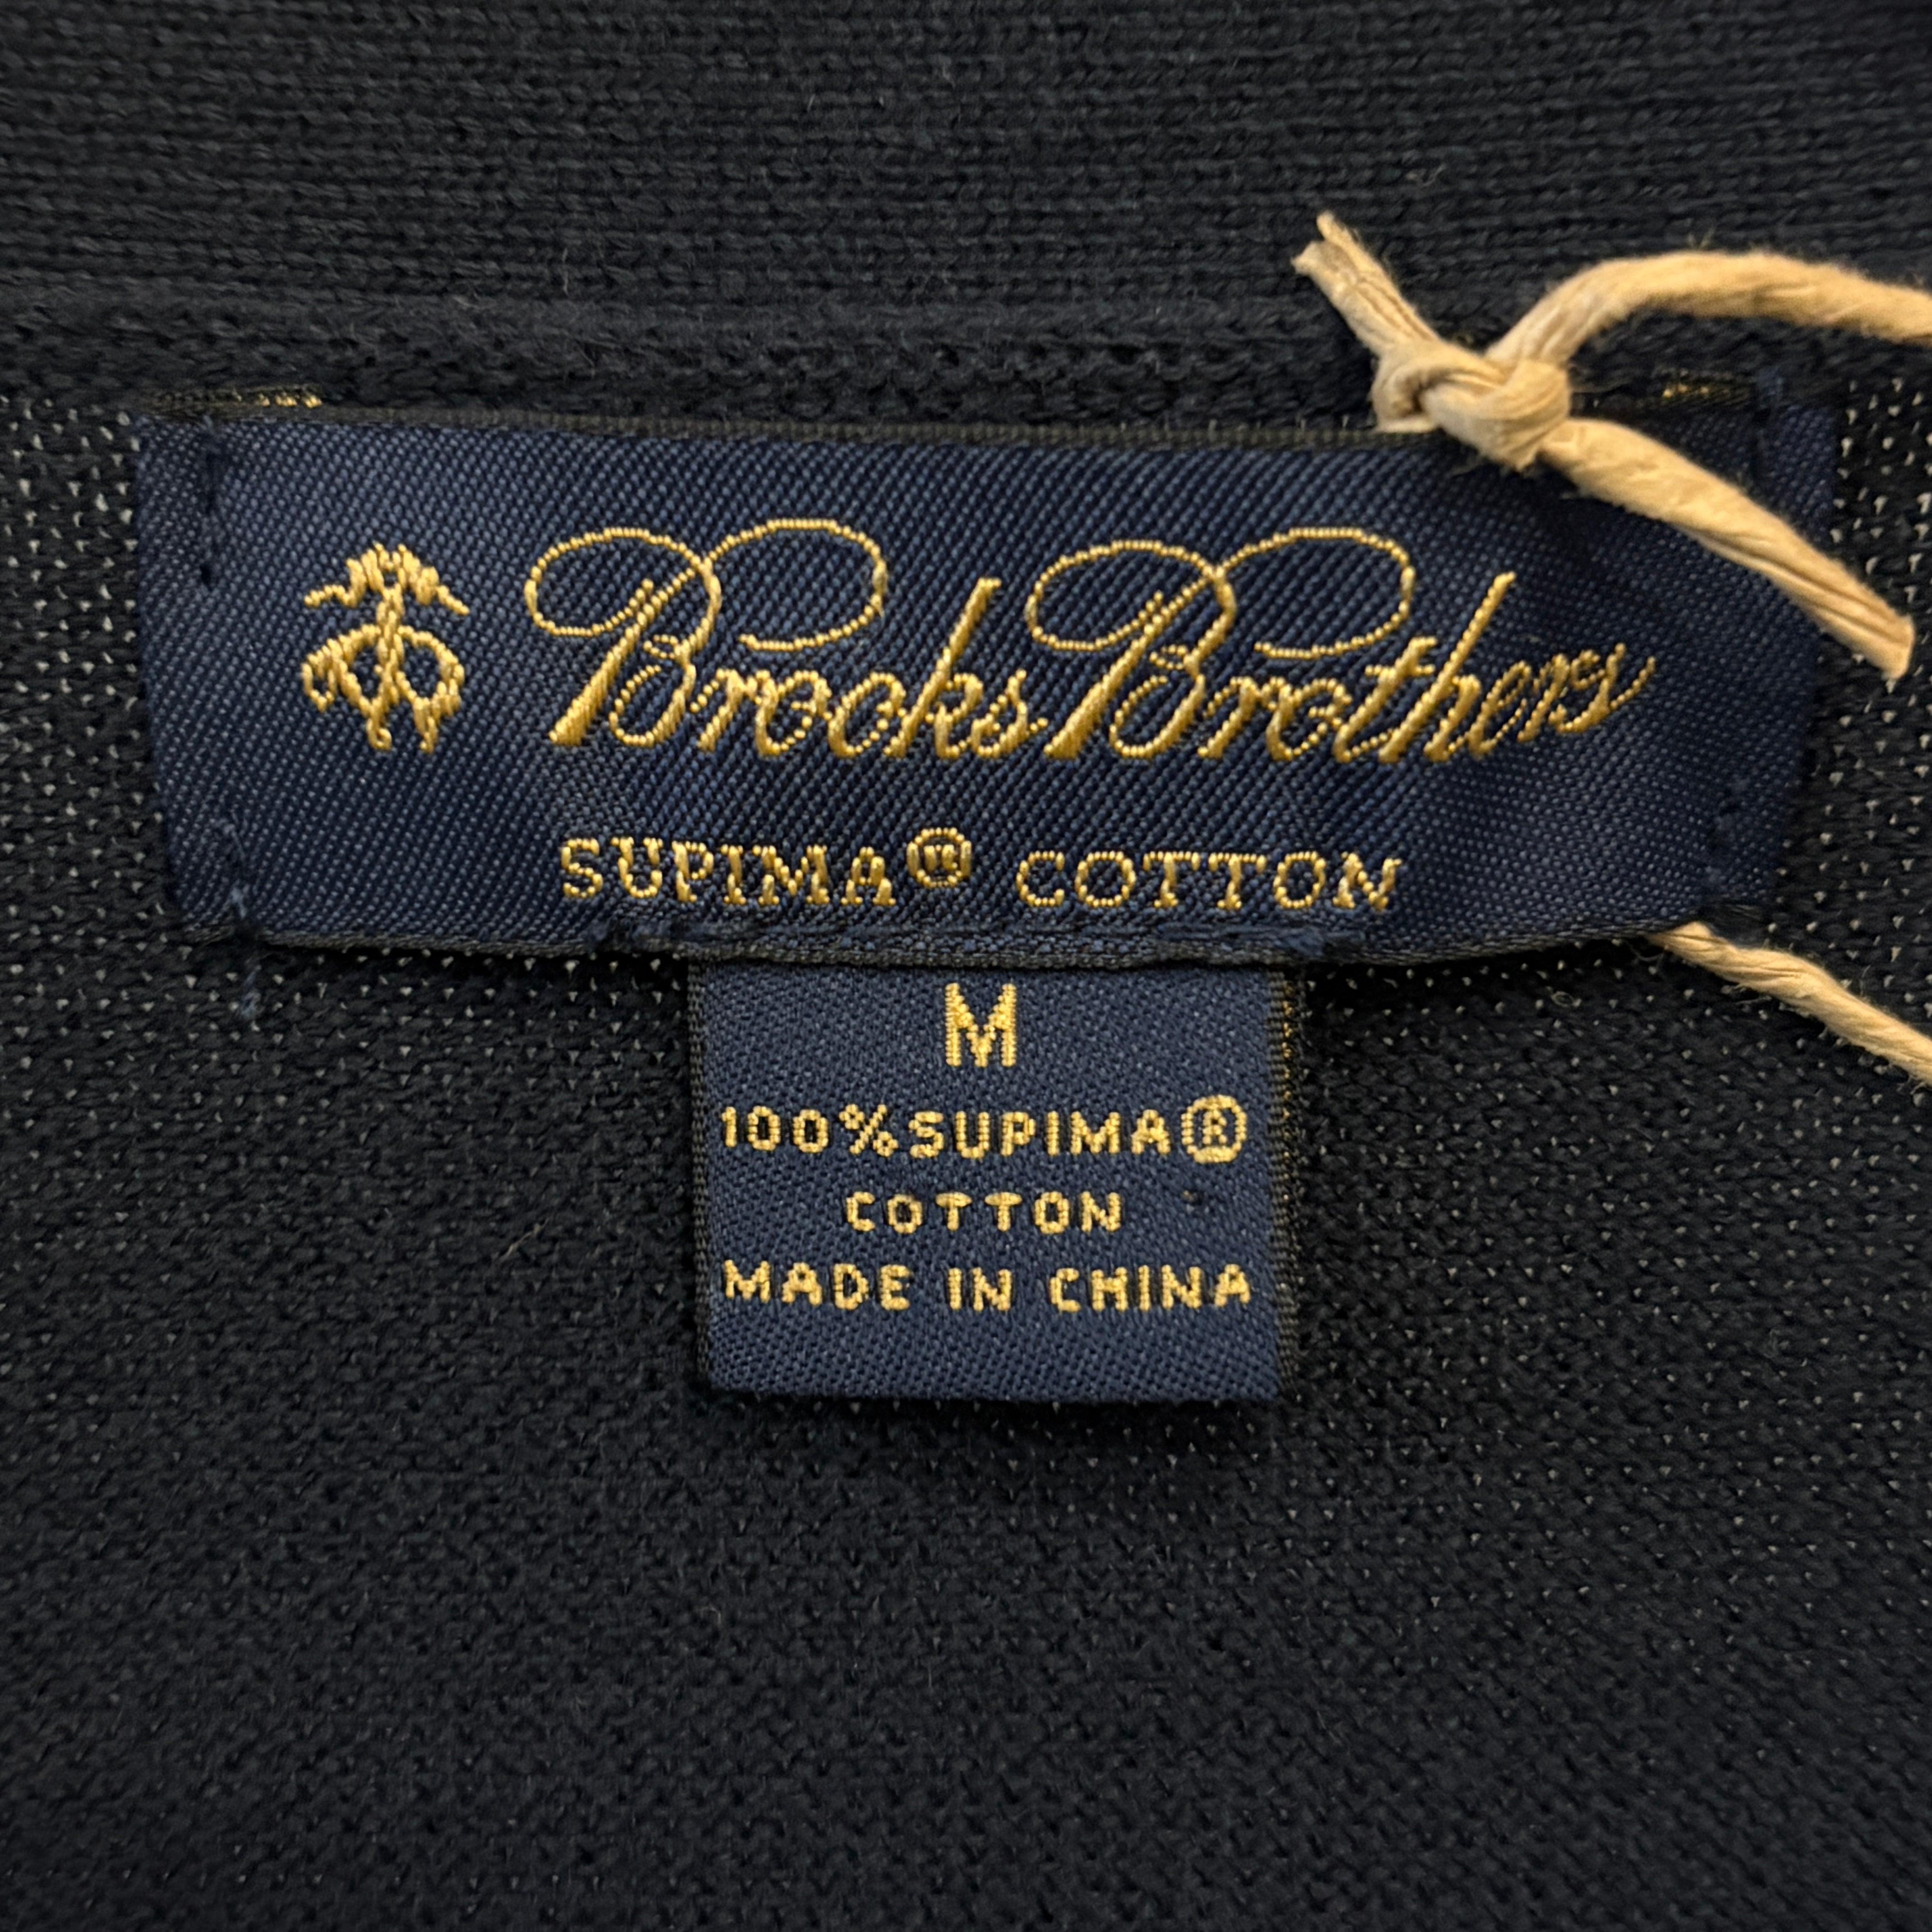 Brooks Brothers
SUPIMA® COTTON
M
100%SUPIMA®
COTTON
MADE IN CHINA